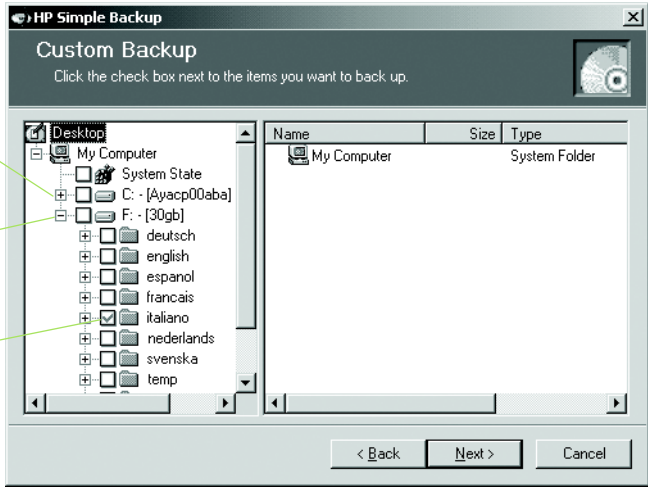 HP Simple Backup
Custom Backup
Click the check box next to the items you want to back up.
Desktop
My Computer
System State
C: - [Ayacp00aba]
F: - [30gb]
deutsch
english
espanol
francais
italiano
nederlands
svenska
temp
Name Size Type
My Computer System Folder
< Back Next > Cancel